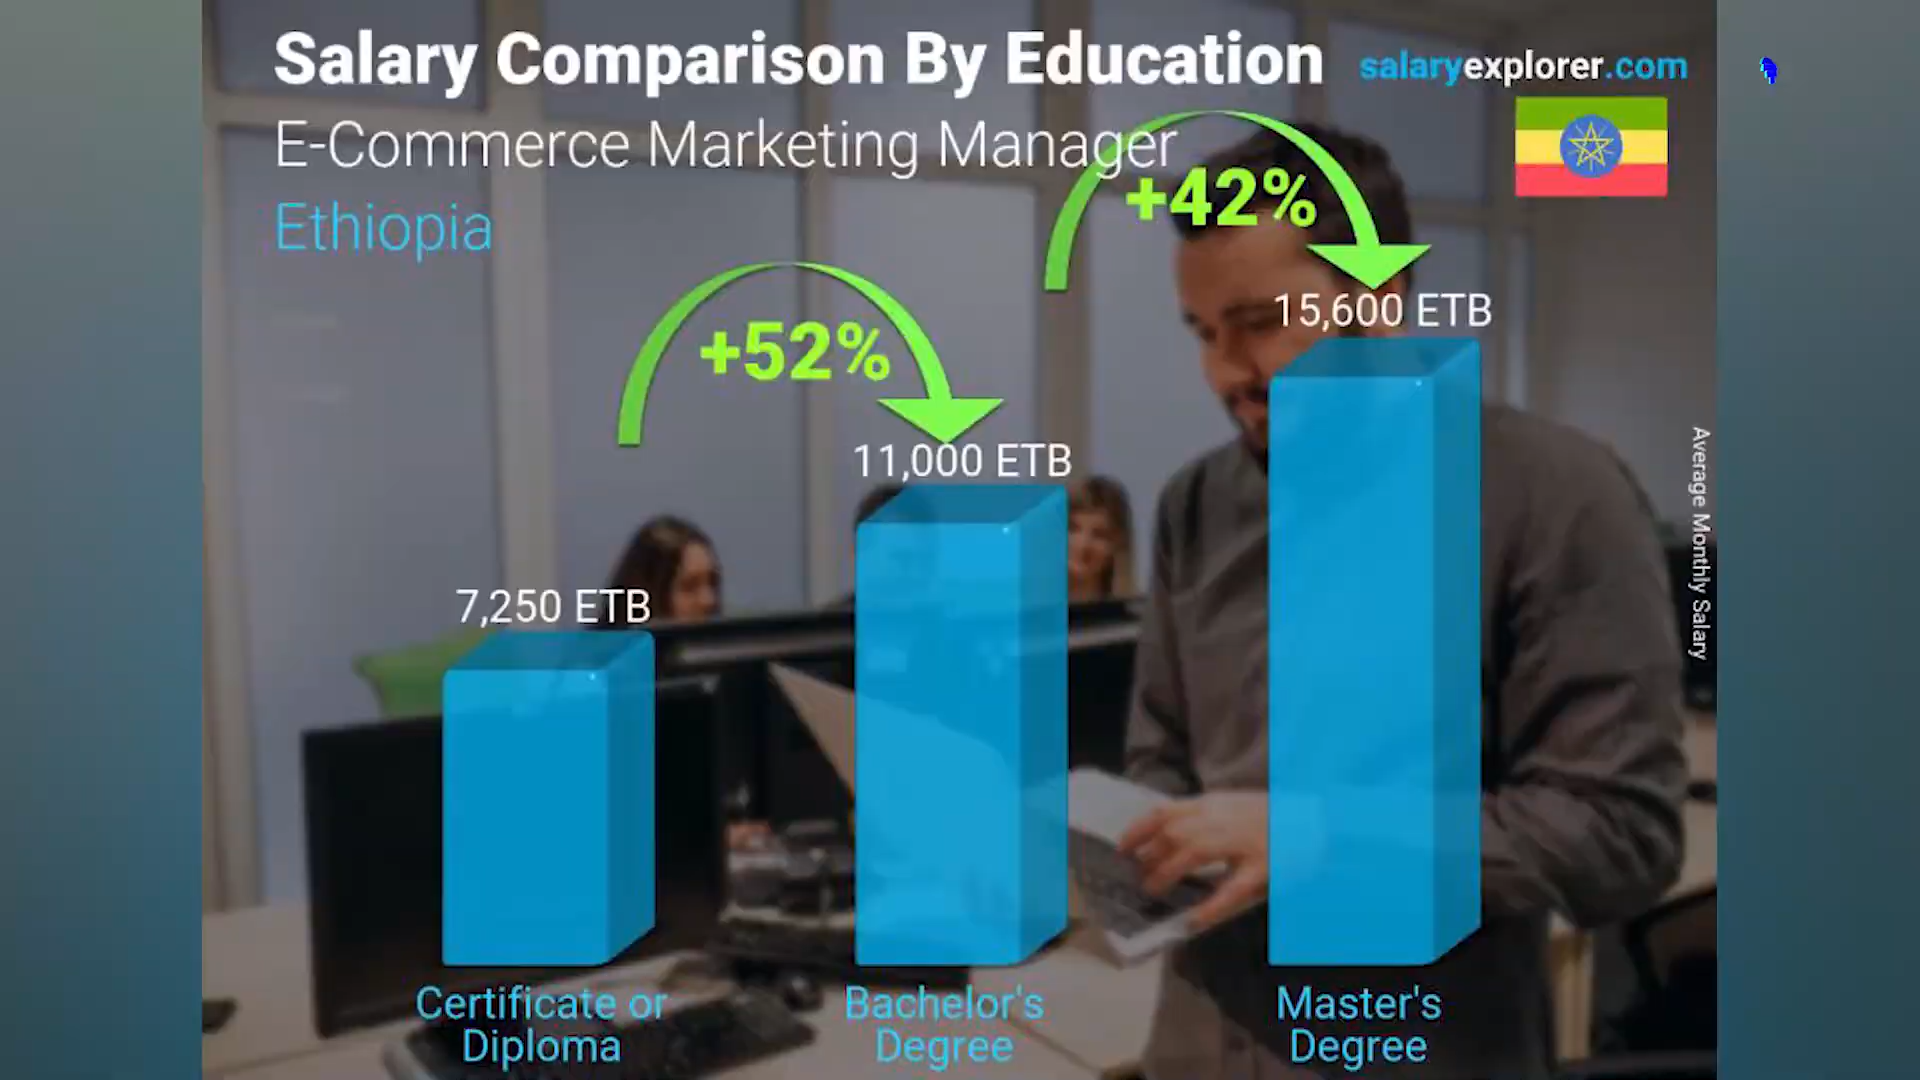 Salary Comparison By Education
salaryexplorer.com
E-Commerce Marketing Manager
Ethiopia
+42%
15,600 ETB
+52%
11,000 ETB
7,250 ETB
Average Monthly Salary
Certificate or
Diploma
Bachelor's
Degree
Master's
Degree